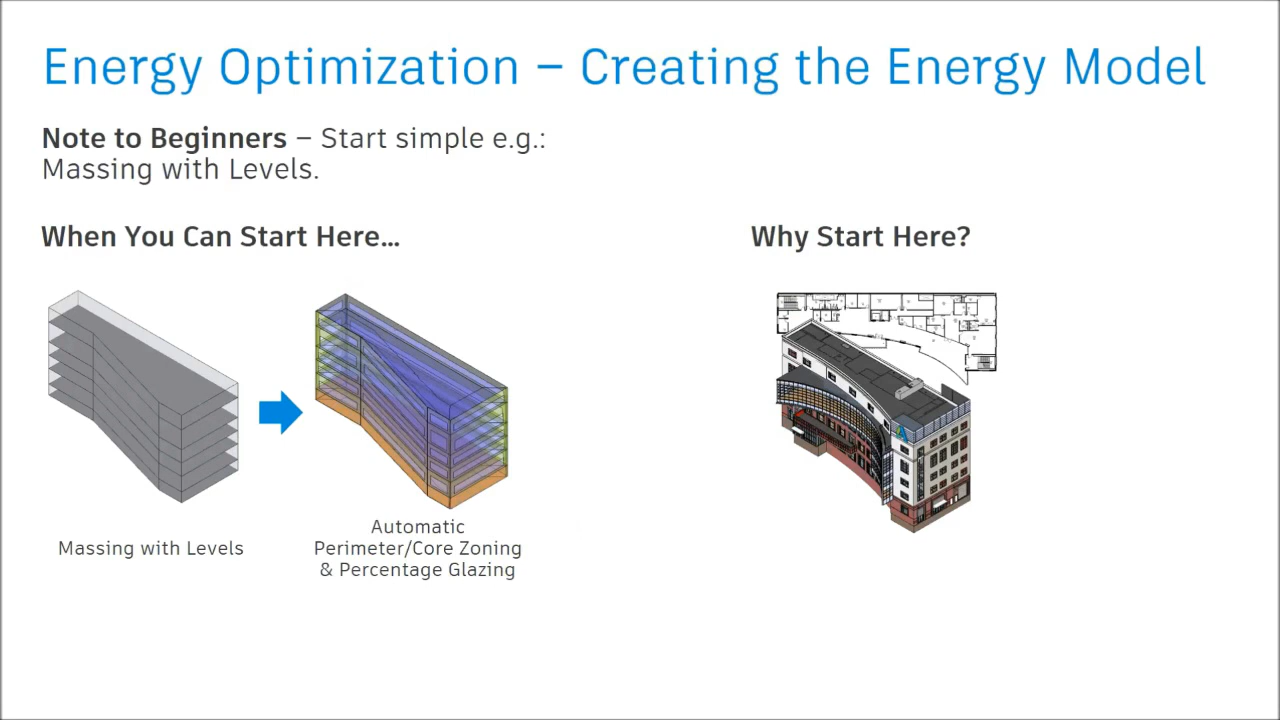 Energy Optimization – Creating the Energy Model
Note to Beginners – Start simple e.g.:
Massing with Levels.
When You Can Start Here...
Why Start Here?
Massing with Levels
Automatic
Perimeter/Core Zoning
& Percentage Glazing